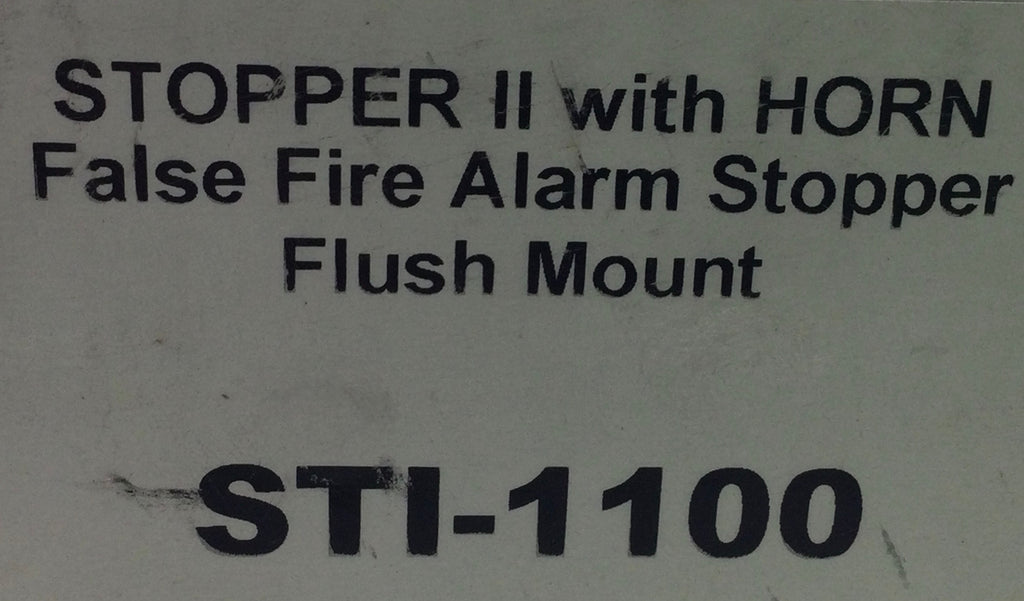 STOPPER II with HORN
False Fire Alarm Stopper
Flush Mount
STI-1100